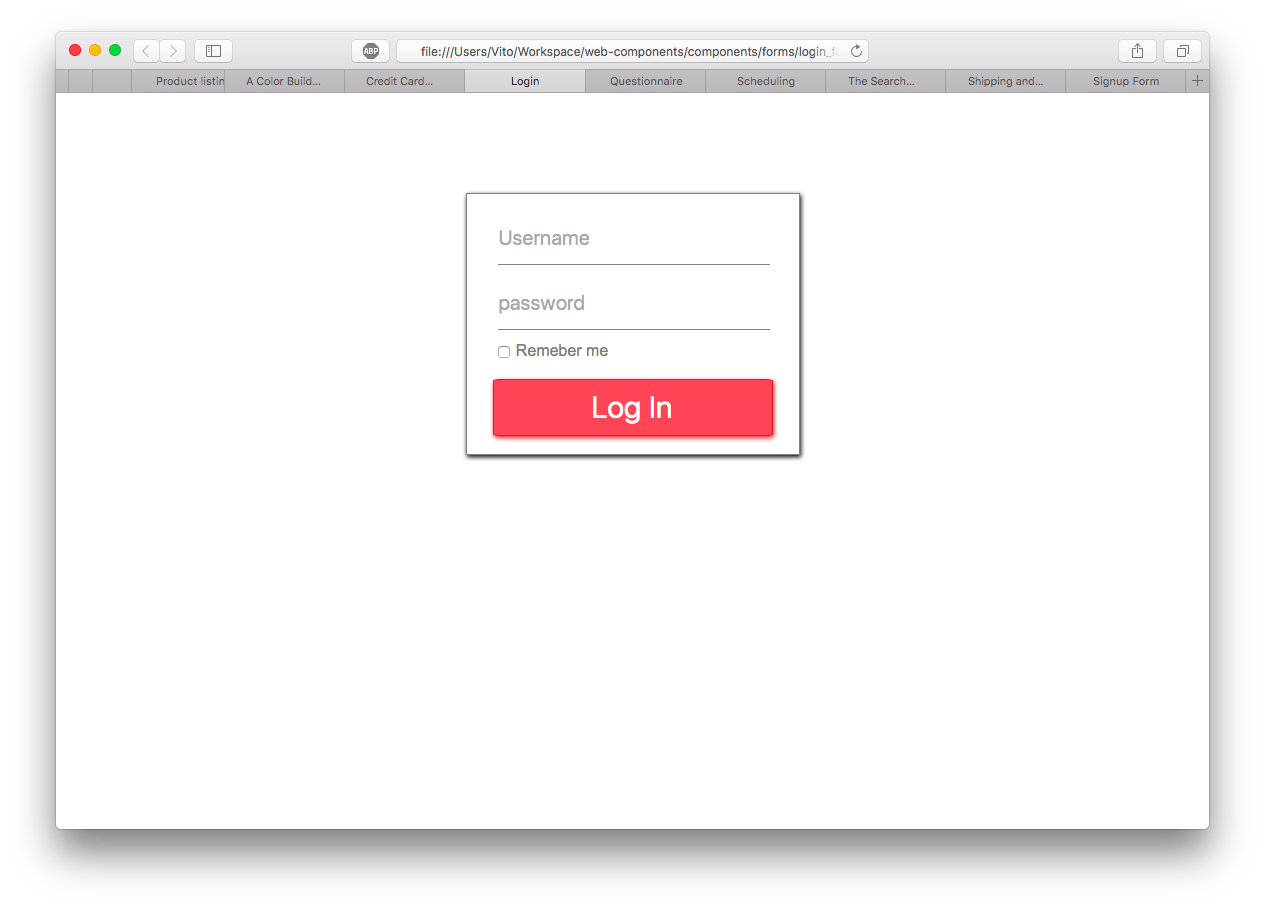 ABP
file:///Users/Vito/Workspace/web-components/components/forms/login_fo
Product listin A Color Build... Credit Card... Login Questionnaire Scheduling The Search... Shipping and... Signup Form
Username
password
Remeber me
Log In